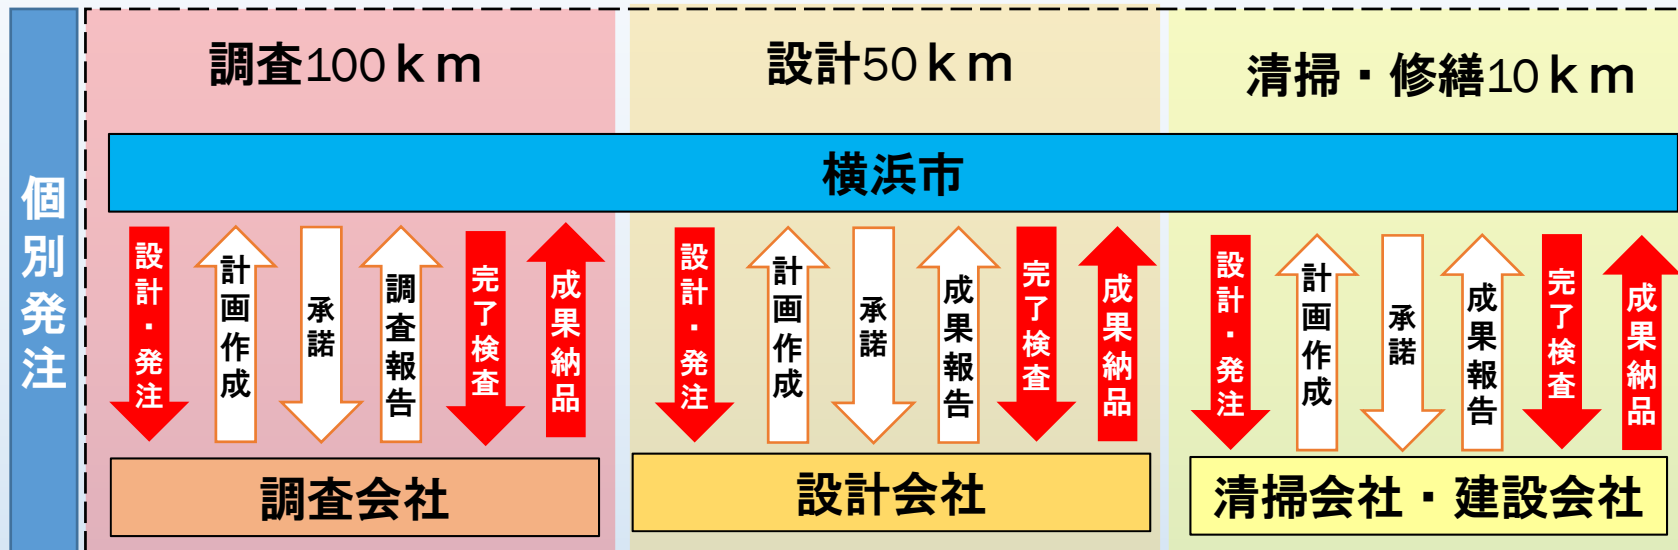 個別発注
調査100ｋｍ
設計50ｋｍ
清掃・修繕10ｋｍ
横浜市
設計・発注
計画作成
承諾
調査報告
完了検査
成果納品
設計・発注
計画作成
承諾
成果報告
完了検査
成果納品
設計・発注
計画作成
承諾
成果報告
完了検査
成果納品
調査会社
設計会社
清掃会社・建設会社